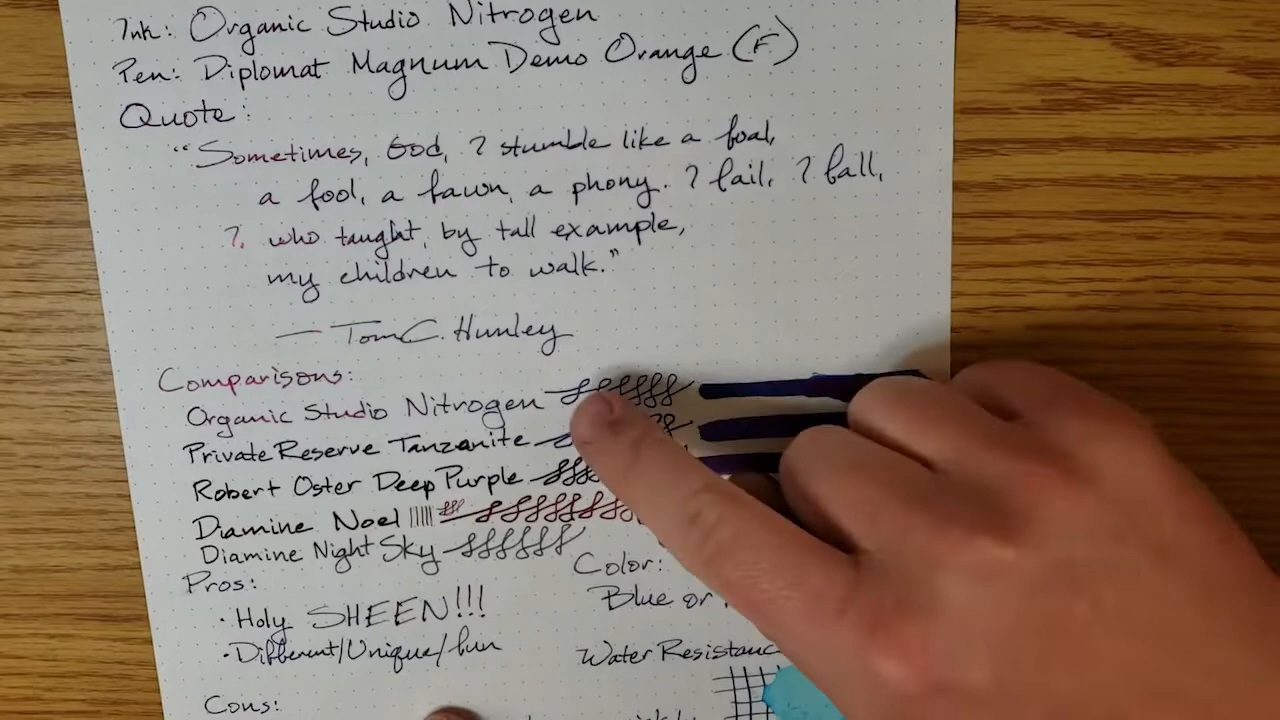 Ink: Organic Studio Nitrogen
Pen: Diplomat Magnum Demo Orange (F)
Quote:
"Sometimes, God, I stumble like a foal,
a fool, a fawn, a phony. I fail, I fall,
I, who taught, by tall example,
my children to walk."
— Tom C. Hunley
Comparisons:
Organic Studio Nitrogen
Private Reserve Tanzanite
Robert Oster Deep Purple
Diamine Noel
Diamine Night Sky
Pros:
· Holy SHEEN!!!
· Different/Unique/fun
Color:
Blue or
Water Resistanc
Cons: